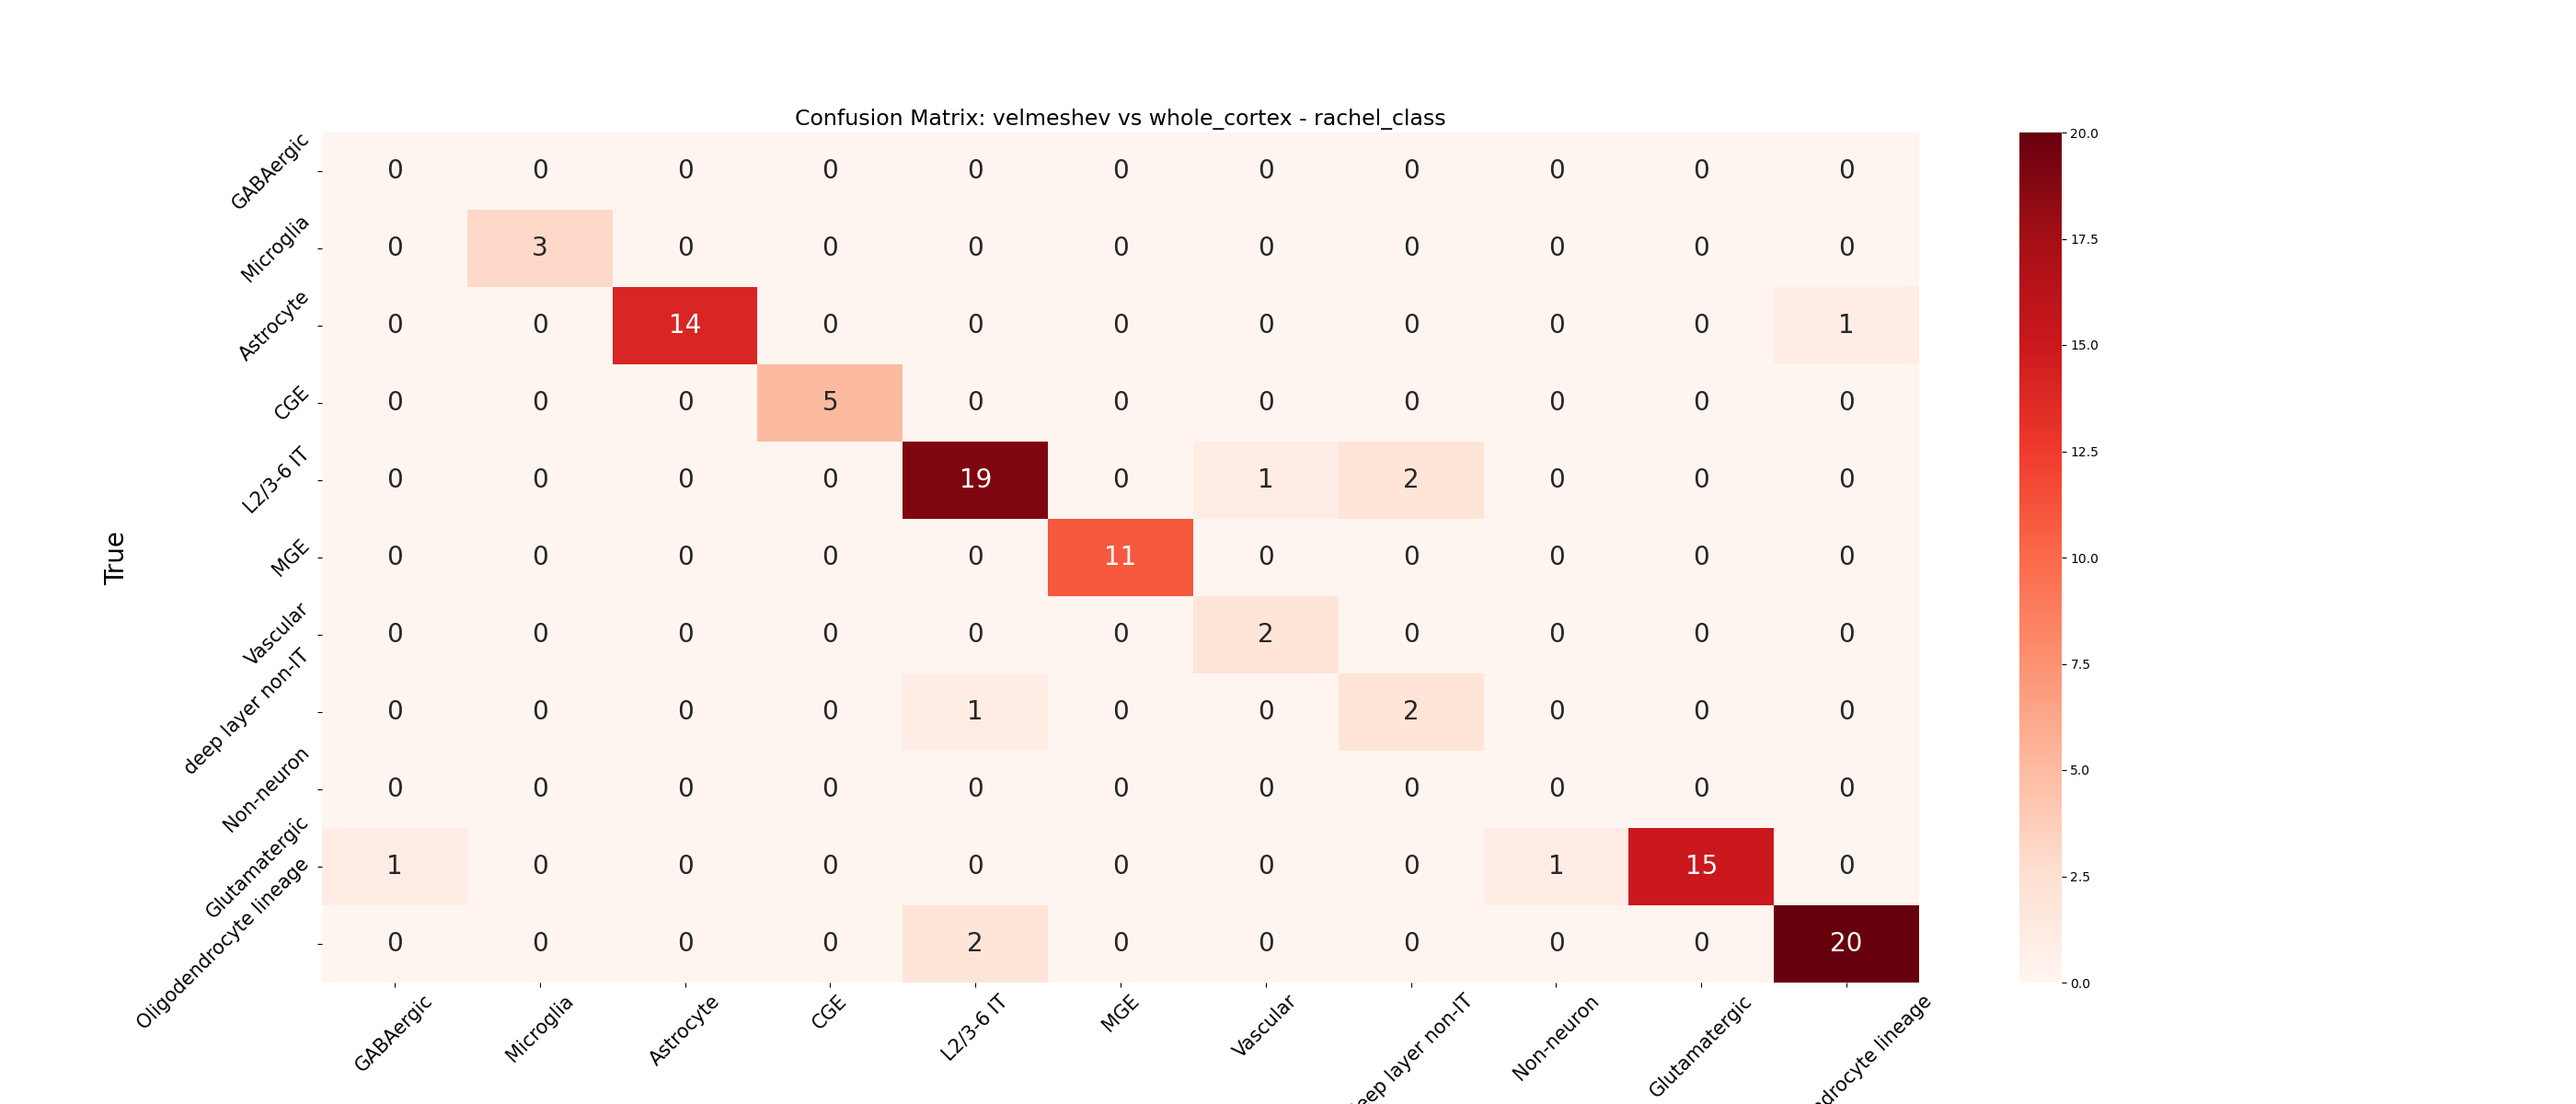 Confusion Matrix: velmeshev vs whole_cortex - rachel_class
True
GABAergic 0 0 0 0 0 0 0 0 0 0 0
Microglia 0 3 0 0 0 0 0 0 0 0 0
Astrocyte 0 0 14 0 0 0 0 0 0 0 1
CGE 0 0 0 5 0 0 0 0 0 0 0
L2/3-6 IT 0 0 0 0 19 0 1 2 0 0 0
MGE 0 0 0 0 0 11 0 0 0 0 0
Vascular 0 0 0 0 0 0 2 0 0 0 0
deep layer non-IT 0 0 0 0 1 0 0 2 0 0 0
Non-neuron 0 0 0 0 0 0 0 0 0 0 0
Glutamatergic 1 0 0 0 0 0 0 0 1 15 0
Oligodendrocyte lineage 0 0 0 0 2 0 0 0 0 0 20
GABAergic Microglia Astrocyte CGE L2/3-6 IT MGE Vascular eep layer non-IT Non-neuron Glutamatergic drocyte lineage
20.0
17.5
15.0
12.5
10.0
7.5
5.0
2.5
0.0